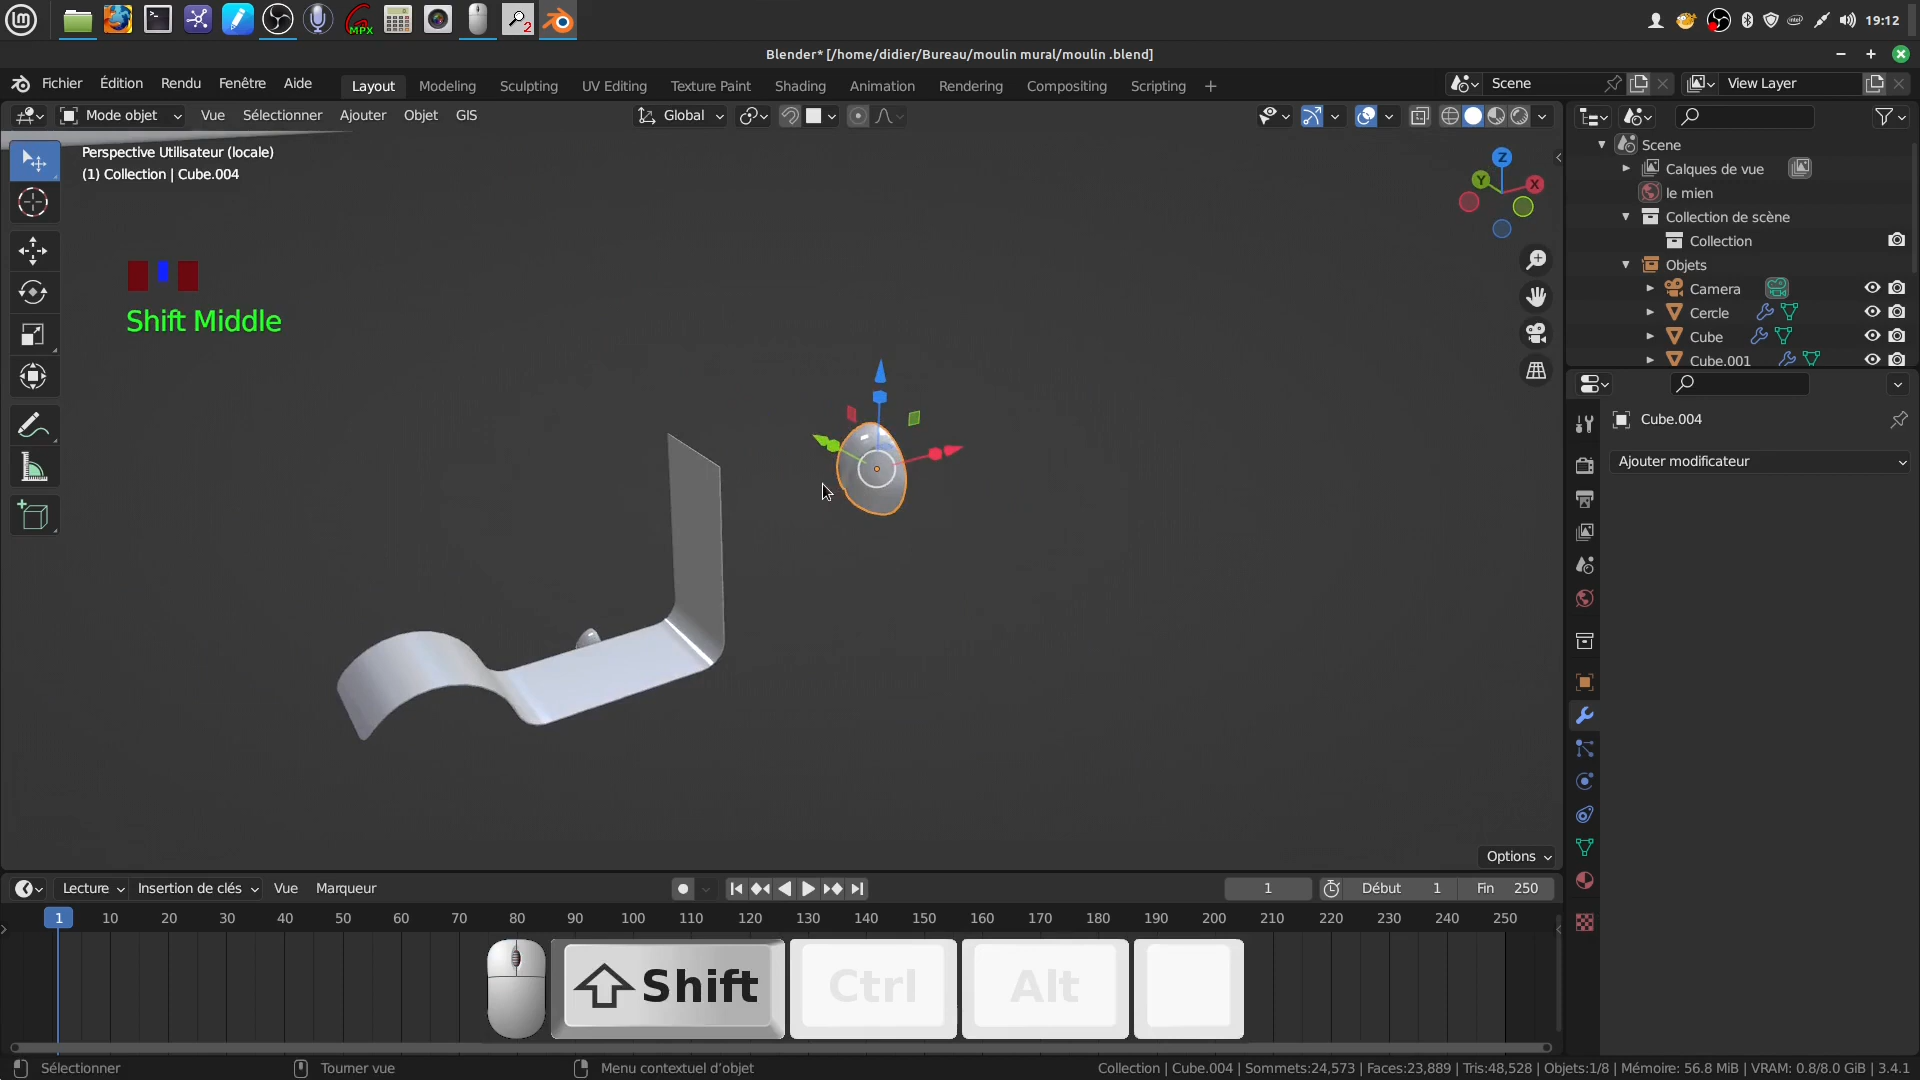 MPX
2
19:12
Blender* [/home/didier/Bureau/moulin mural/moulin .blend]
Fichier Édition Rendu Fenêtre Aide
Layout Modeling Sculpting UV Editing Texture Paint Shading Animation Rendering Compositing Scripting +
Scene
View Layer
Mode objet Vue Sélectionner Ajouter Objet GIS
Global
Perspective Utilisateur (locale)
(1) Collection | Cube.004
Shift Middle
Z
Y
X
Scene
Calques de vue
le mien
Collection de scène
Collection
Objets
Camera
Cercle
Cube
Cube.001
Cube.004
Ajouter modificateur
Options
Lecture Insertion de clés Vue Marqueur
1
Début 1
Fin 250
1 10 20 30 40 50 60 70 80 90 100 110 120 130 140 150 160 170 180 190 200 210 220 230 240 250
Shift Ctrl Alt
Sélectionner
Tourner vue
Menu contextuel d'objet
Collection | Cube.004 | Sommets:24,573 | Faces:23,889 | Tris:48,528 | Objets:1/8 | Mémoire: 56.8 MiB | VRAM: 0.8/8.0 GiB | 3.4.1